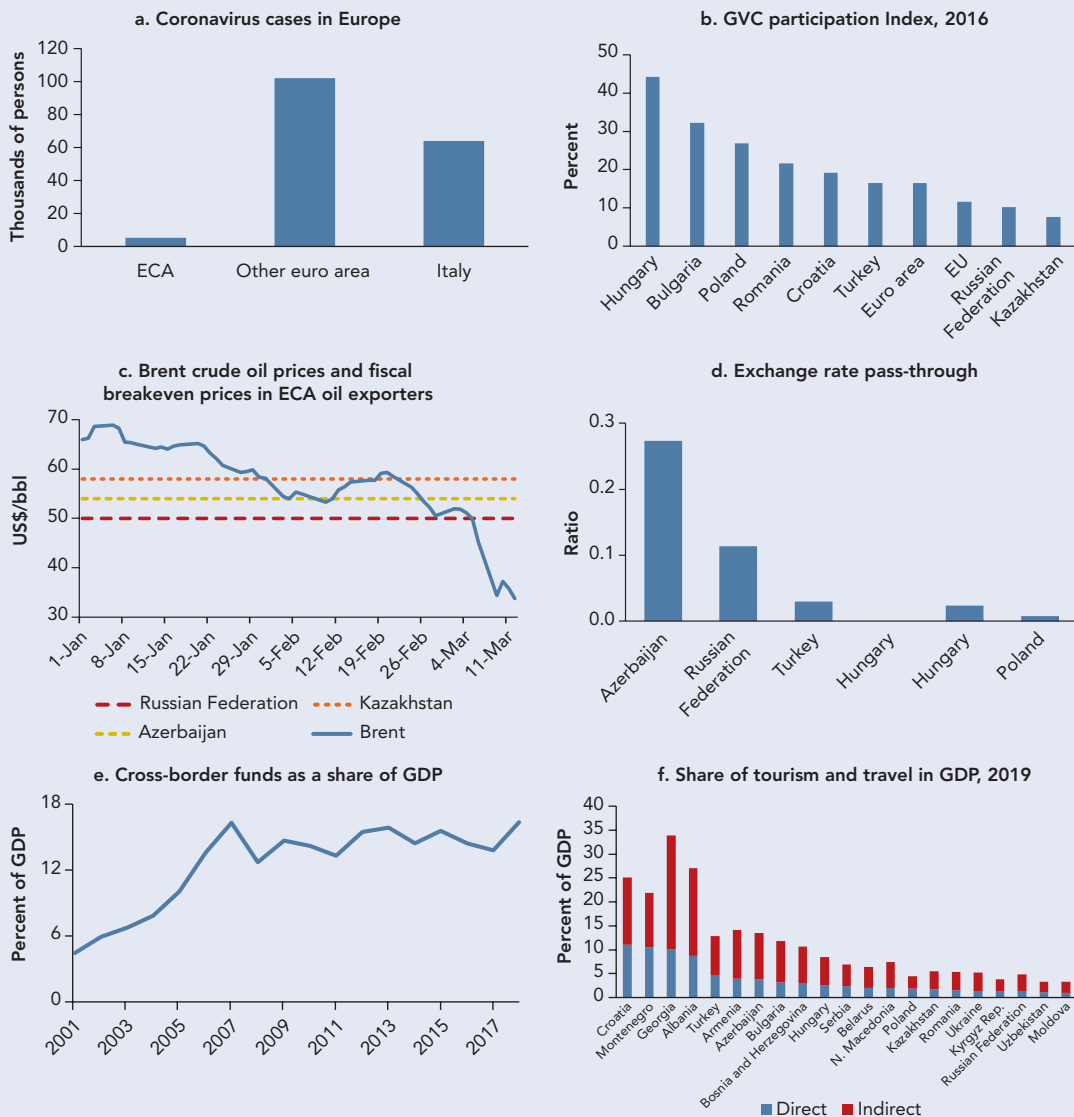 a. Coronavirus cases in Europe
Thousands of persons
120
100
80
60
40
20
0
ECA
Other euro area
Italy
b. GVC participation Index, 2016
Percent
50
40
30
20
10
0
Hungary
Bulgaria
Poland
Romania
Croatia
Turkey
Euro area
EU
Russian
Federation
Kazakhstan
c. Brent crude oil prices and fiscal
breakeven prices in ECA oil exporters
US$/bbl
70
60
50
40
30
1-Jan
8-Jan
15-Jan
22-Jan
29-Jan
5-Feb
12-Feb
19-Feb
26-Feb
4-Mar
11-Mar
Russian Federation
Kazakhstan
Azerbaijan
Brent
d. Exchange rate pass-through
Ratio
0.3
0.2
0.1
0.0
Azerbaijan
Russian
Federation
Turkey
Hungary
Hungary
Poland
e. Cross-border funds as a share of GDP
Percent of GDP
18
12
6
0
2001
2003
2005
2007
2009
2011
2013
2015
2017
f. Share of tourism and travel in GDP, 2019
Percent of GDP
40
35
30
25
20
15
10
5
0
Croatia
Montenegro
Georgia
Albania
Turkey
Armenia
Azerbaijan
Bulgaria
Bosnia and Herzegovina
Hungary
Serbia
Belarus
N. Macedonia
Poland
Kazakhstan
Romania
Ukraine
Kyrgyz Rep.
Russian Federation
Uzbekistan
Moldova
Direct
Indirect